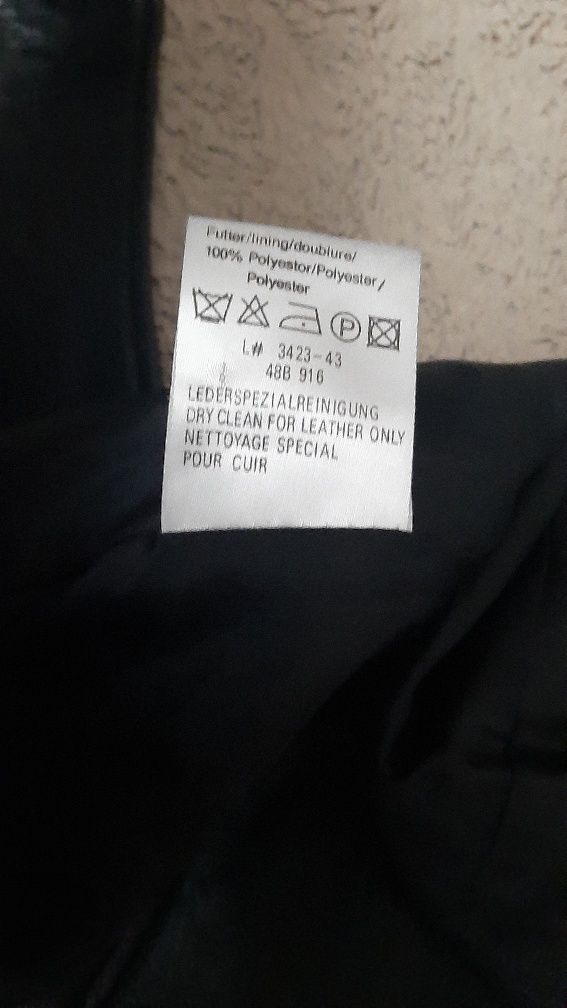 Futter/lining/doublure/
100% Polyestor/Polyester/
Polyester
P
L# 3423-43
48B 916
LEDERSPEZIALREINIGUNG
DRY CLEAN FOR LEATHER ONLY
NETTOYAGE SPECIAL
POUR CUIR